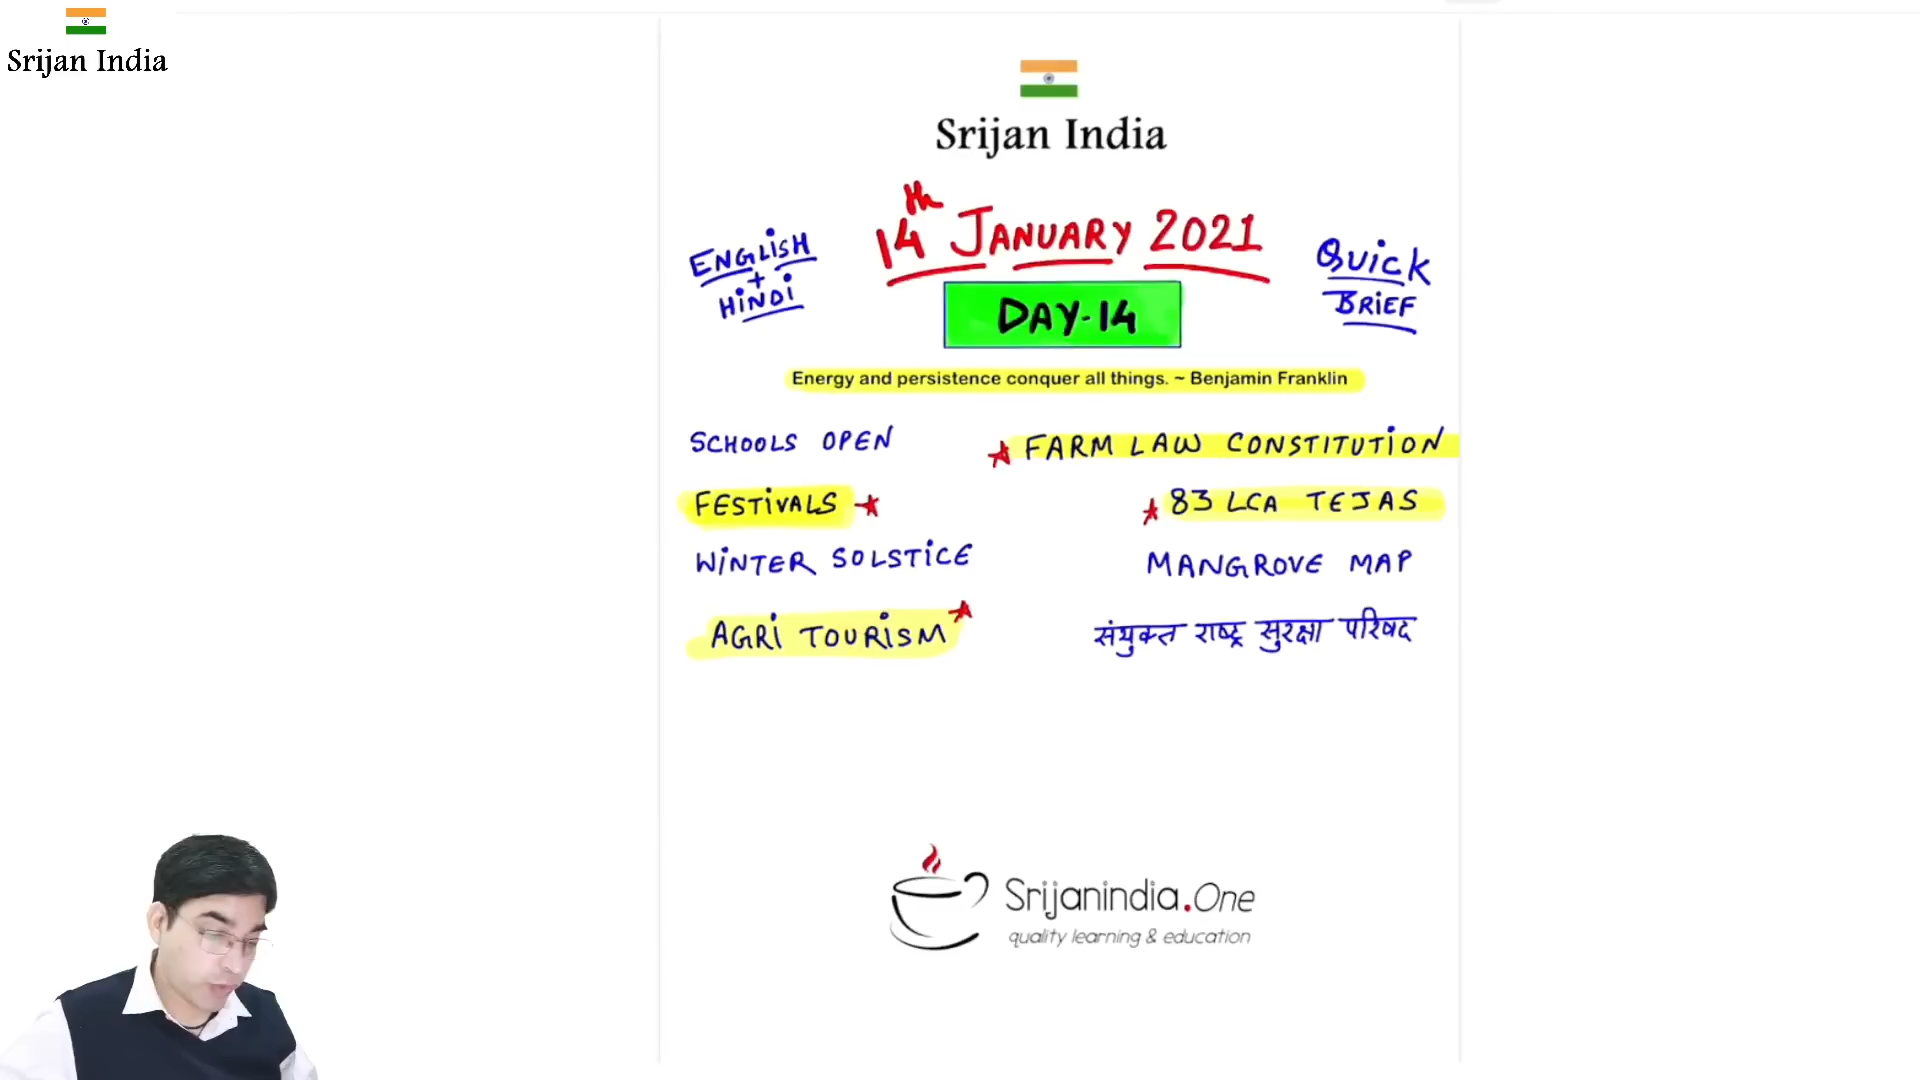 Srijan India
Srijan India
14th JANUARY 2021
ENGLISH
+
HINDI
QUICK
BRIEF
DAY-14
Energy and persistence conquer all things. ~ Benjamin Franklin
SCHOOLS OPEN
FARM LAW CONSTITUTION
FESTIVALS
83 LCA TEJAS
WINTER SOLSTICE
MANGROVE MAP
AGRI TOURISM
संयुक्त राष्ट्र सुरक्षा परिषद
Srijanindia.One
quality learning & education